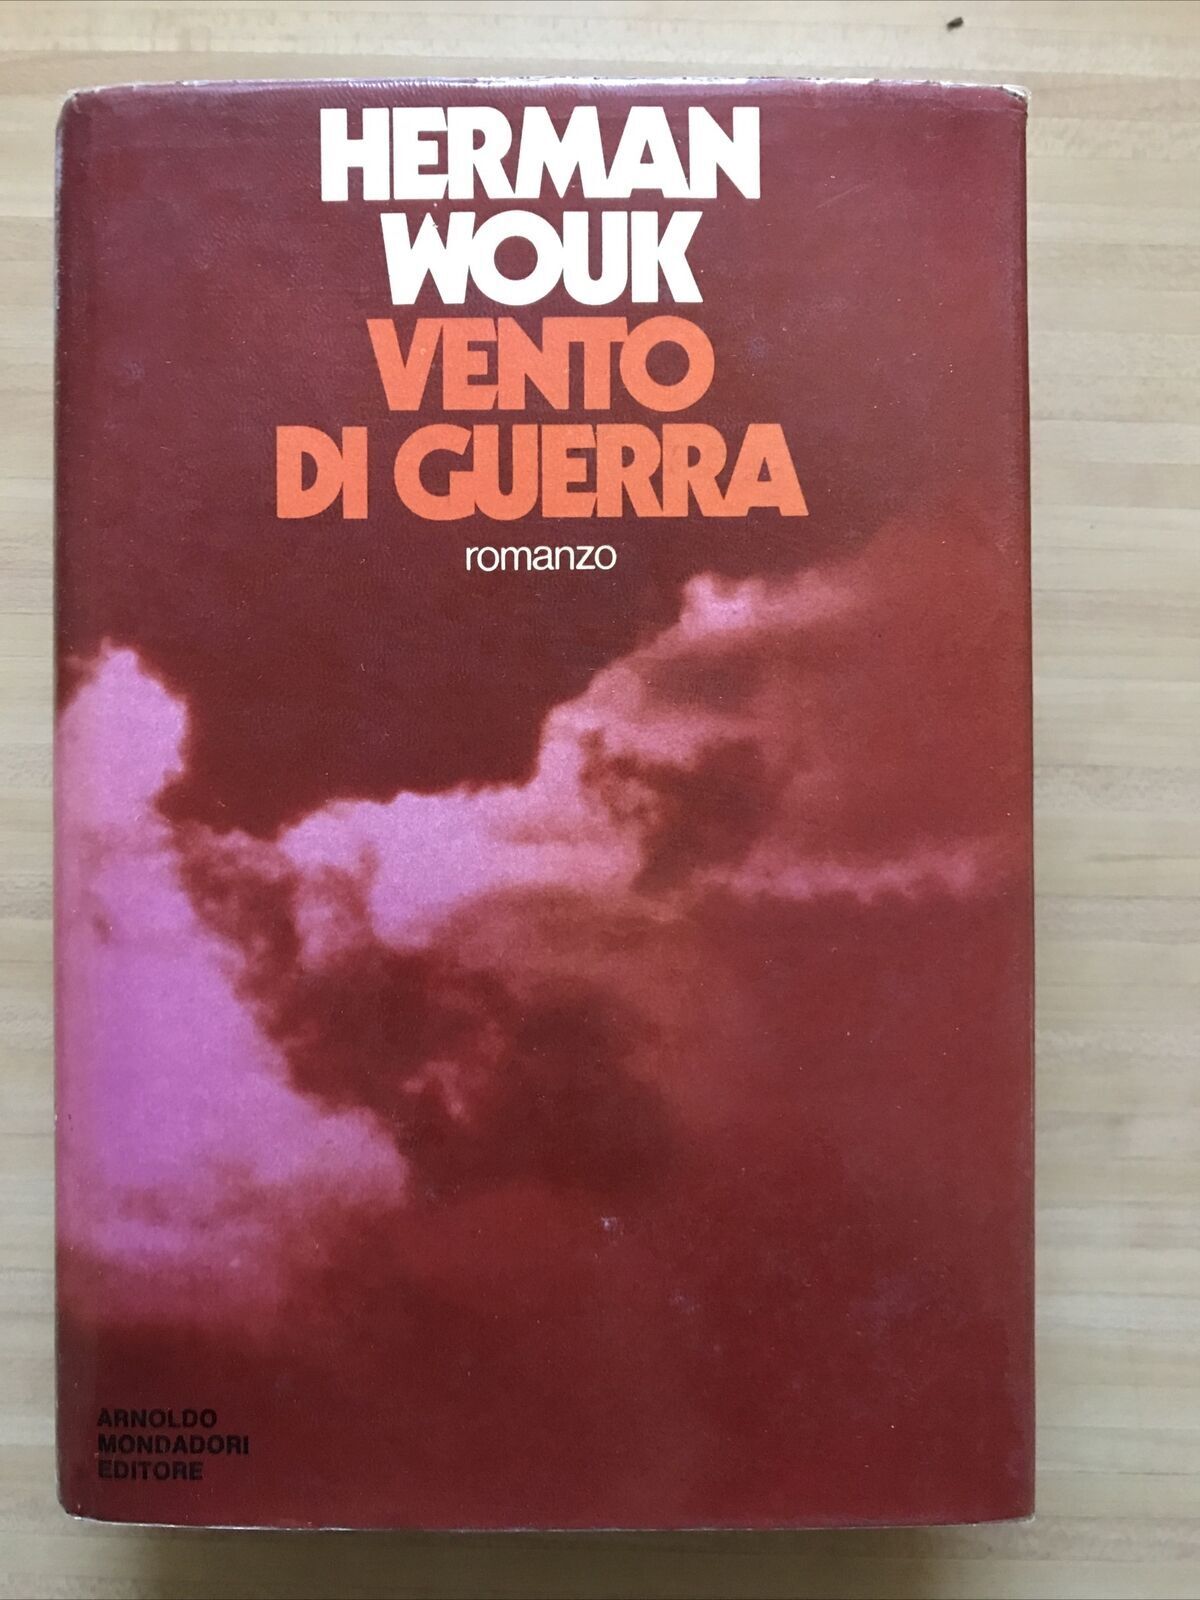 HERMAN
WOUK
VENTO
DI GUERRA
romanzo
ARNOLDO
MONDADORI
EDITORE